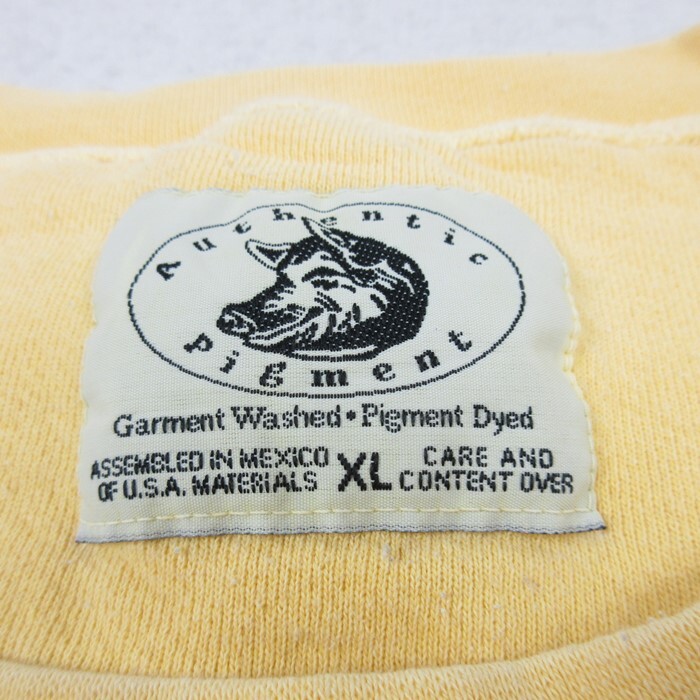 Authentic
Pigment
Garment Washed • Pigment Dyed
ASSEMBLED IN MEXICO
OF U.S.A. MATERIALS
XL
CARE AND
CONTENT OVER